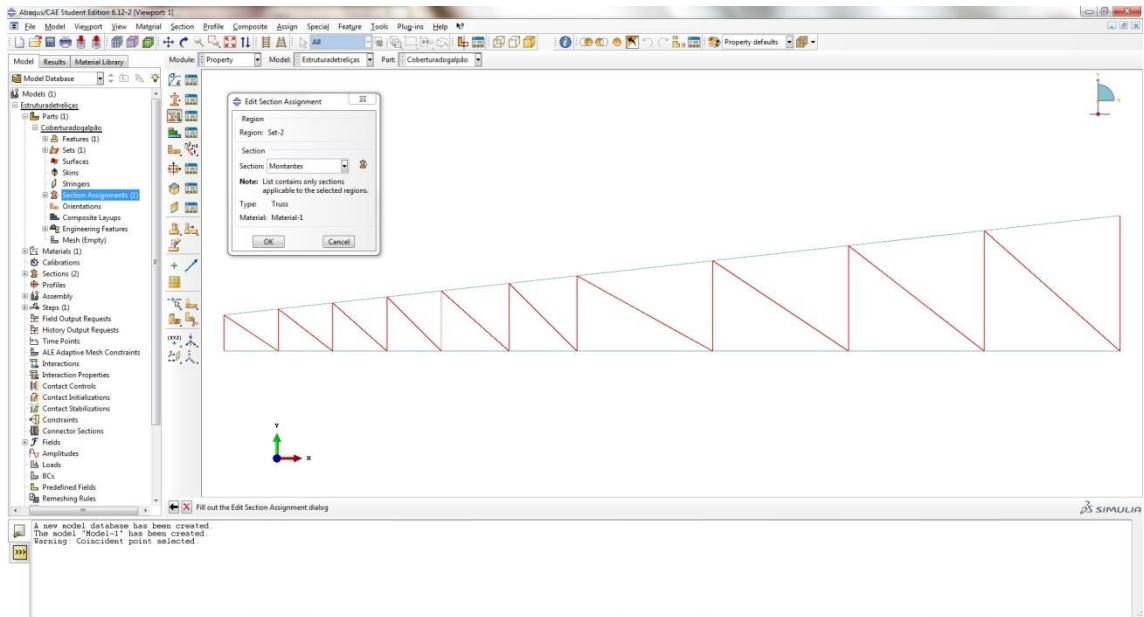 Abaqus/CAE Student Edition 6.12-2 [Viewport: 1]
File Model Viewport View Material Section Profile Composite Assign Special Feature Tools Plug-ins Help
All
Property defaults
Model Results Material Library
Module: Property Model: Estruturadetreliças Part: Coberturadogalpão
Model Database
Models (1)
Estruturadetreliças
Parts (1)
Coberturadogalpão
Features (1)
Sets (1)
Surfaces
Skins
Stringers
Section Assignments (1)
Orientations
Composite Layups
Engineering Features
Mesh (Empty)
Materials (1)
Calibrations
Sections (2)
Profiles
Assembly
Steps (1)
Field Output Requests
History Output Requests
Time Points
ALE Adaptive Mesh Constraints
Interactions
Interaction Properties
Contact Controls
Contact Initializations
Contact Stabilizations
Constraints
Connector Sections
Fields
Amplitudes
Loads
BCs
Predefined Fields
Remeshing Rules
(XYZ)
Edit Section Assignment
Region
Region: Set-2
Section
Section: Montantes
Note: List contains only sections
applicable to the selected regions.
Type: Truss
Material: Material-1
OK Cancel
Y
X
Fill out the Edit Section Assignment dialog
SIMULIA
A new model database has been created.
The model "Model-1" has been created.
Warning: Coincident point selected.
>>>